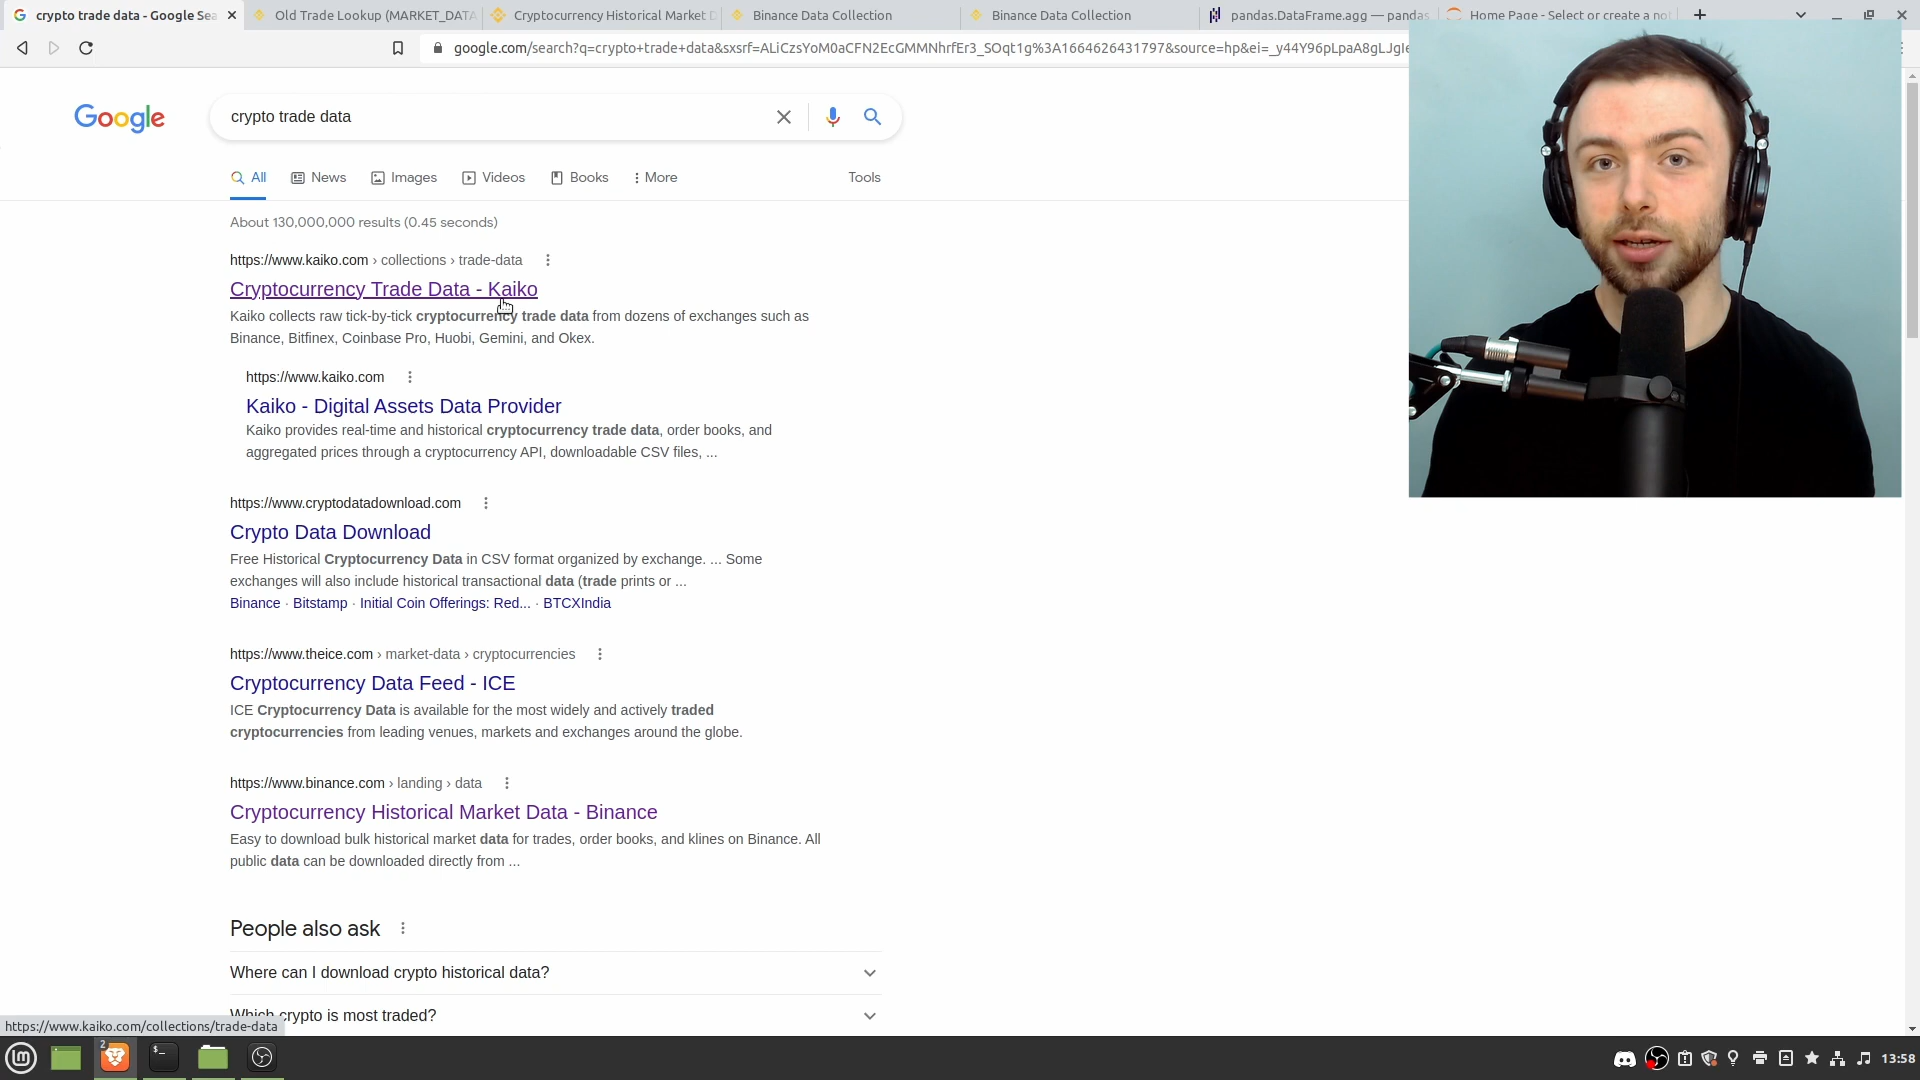 crypto trade data - Google Sea
Old Trade Lookup (MARKET_DATA
Cryptocurrency Historical Market D
Binance Data Collection
Binance Data Collection
pandas.DataFrame.agg — pandas
Home Page - Select or create a no
google.com/search?q=crypto+trade+data&sxsrf=ALiCzsYoM0aCFN2EcGMMNhrfEr3_SOqt1g%3A1664626431797&source=hp&ei=_y44Y96pLpaA8gLJgIe
Google
crypto trade data
All
News
Images
Videos
Books
More
Tools
About 130,000,000 results (0.45 seconds)
https://www.kaiko.com › collections › trade-data
Cryptocurrency Trade Data - Kaiko
Kaiko collects raw tick-by-tick cryptocurrency trade data from dozens of exchanges such as
Binance, Bitfinex, Coinbase Pro, Huobi, Gemini, and Okex.
https://www.kaiko.com
Kaiko - Digital Assets Data Provider
Kaiko provides real-time and historical cryptocurrency trade data, order books, and
aggregated prices through a cryptocurrency API, downloadable CSV files, ...
https://www.cryptodatadownload.com
Crypto Data Download
Free Historical Cryptocurrency Data in CSV format organized by exchange. ... Some
exchanges will also include historical transactional data (trade prints or ...
Binance · Bitstamp · Initial Coin Offerings: Red... · BTCXIndia
https://www.theice.com › market-data › cryptocurrencies
Cryptocurrency Data Feed - ICE
ICE Cryptocurrency Data is available for the most widely and actively traded
cryptocurrencies from leading venues, markets and exchanges around the globe.
https://www.binance.com › landing › data
Cryptocurrency Historical Market Data - Binance
Easy to download bulk historical market data for trades, order books, and klines on Binance. All
public data can be downloaded directly from ...
People also ask
Where can I download crypto historical data?
Which crypto is most traded?
https://www.kaiko.com/collections/trade-data
2
13:58